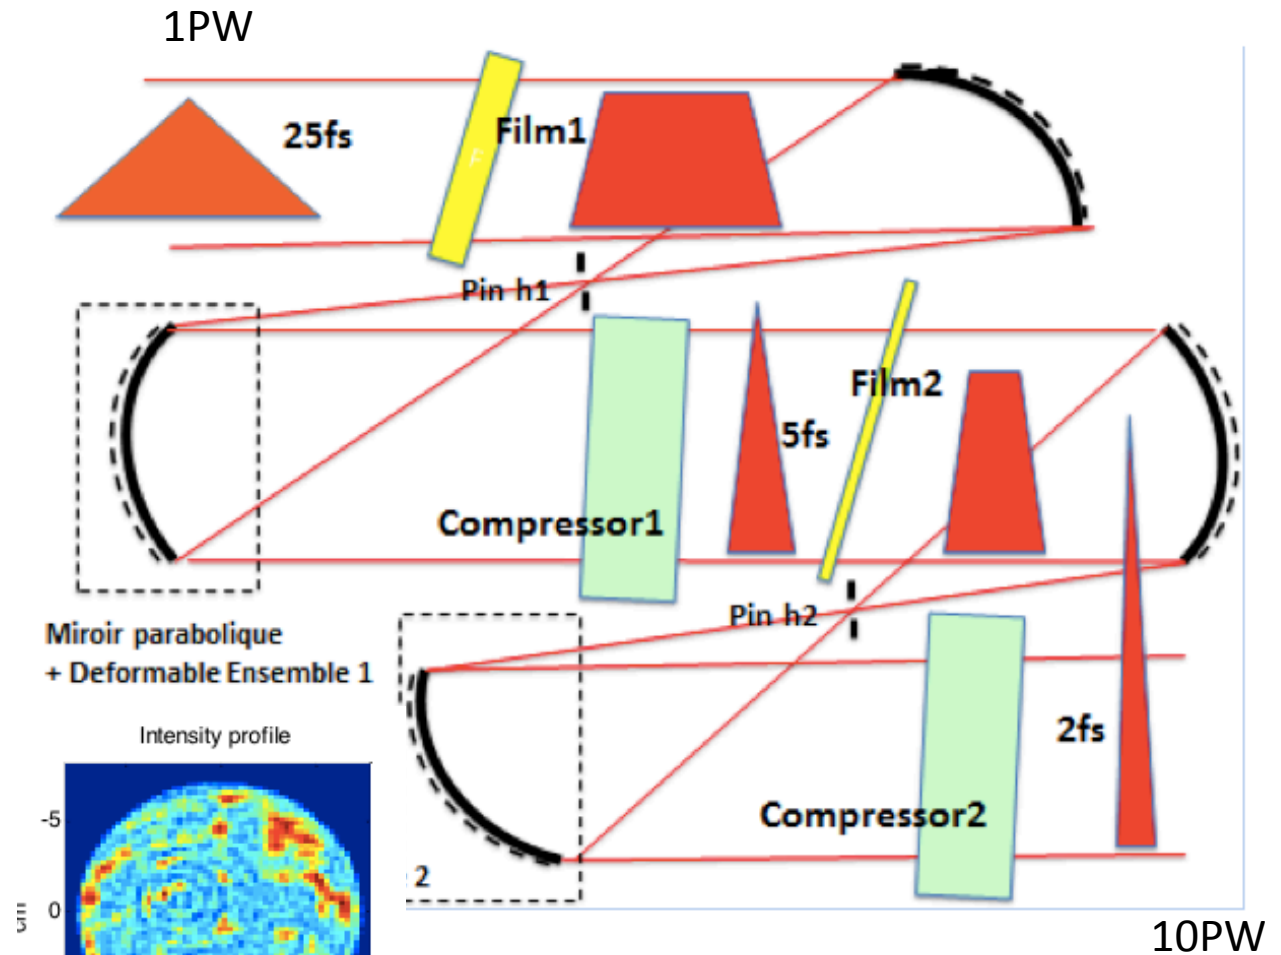 1PW
25fs
Film1
Pin h1
Film2
5fs
Compressor1
Pin h2
Miroir parabolique
+ Deformable Ensemble 1
2fs
Intensity profile
-5
Compressor2
2
0
cm
10PW